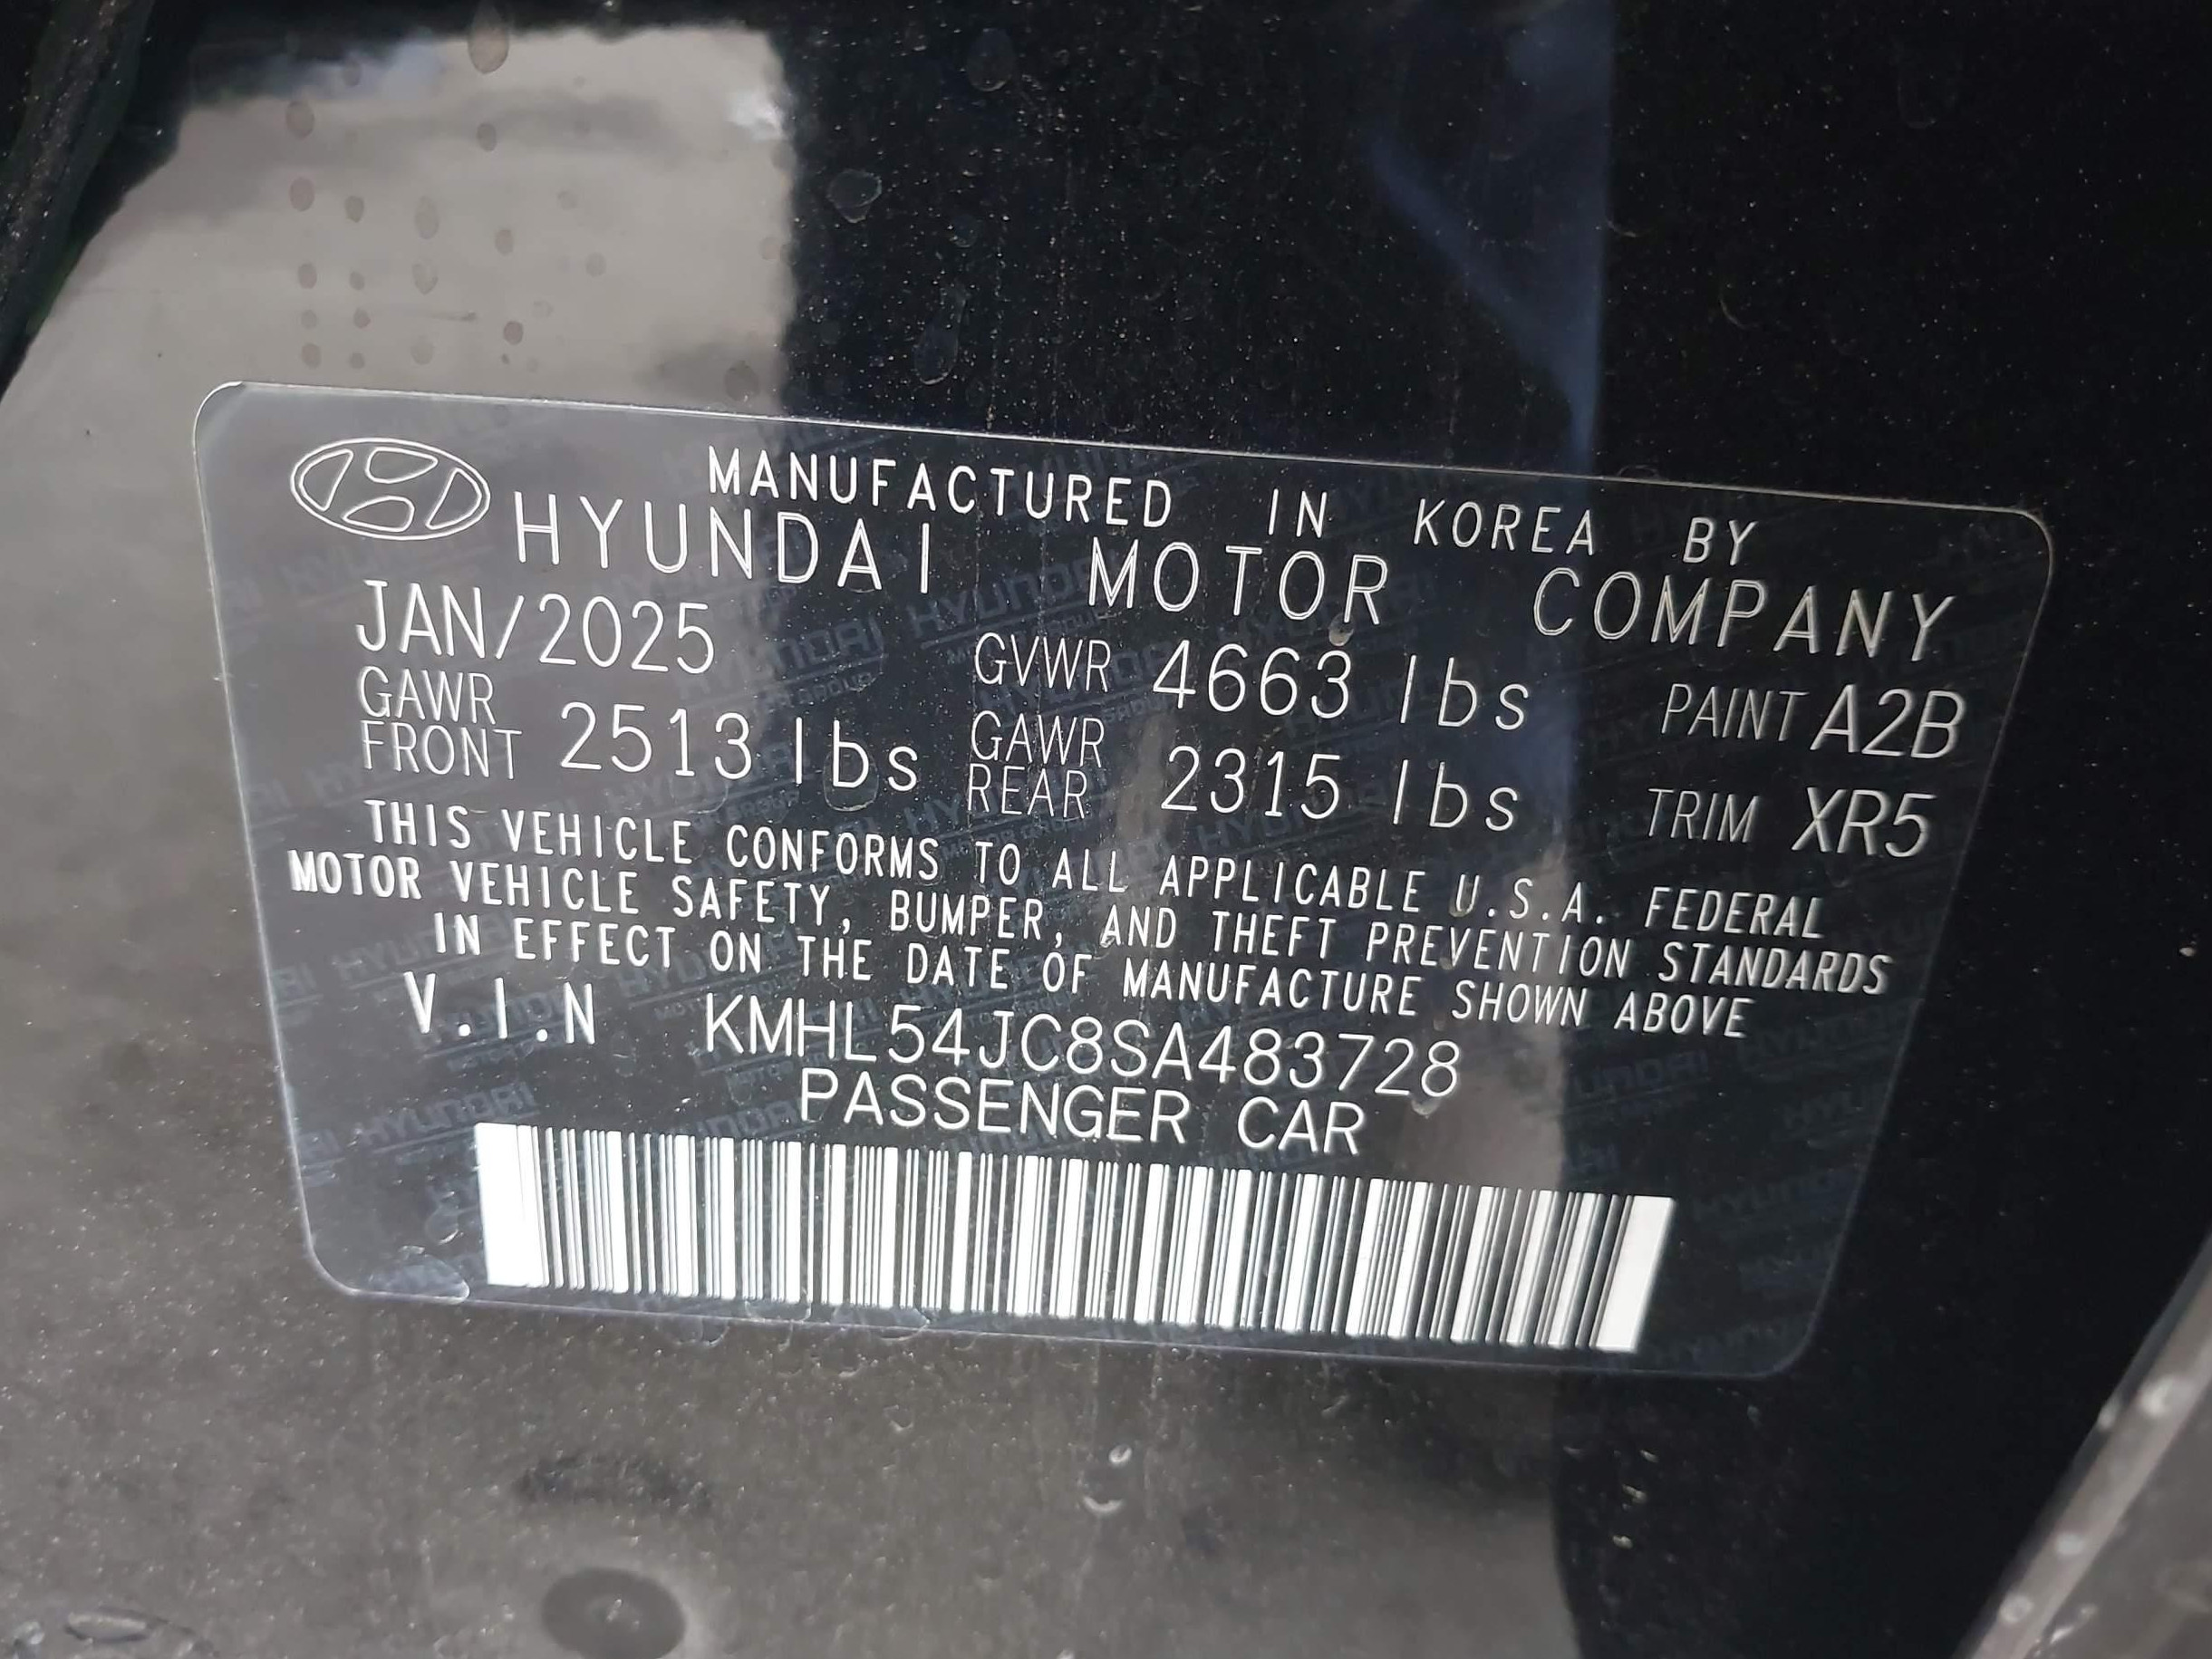 MANUFACTURED IN KOREA BY
HYUNDAI MOTOR COMPANY
JAN/2025 GVWR 4663 lbs PAINT A2B
GAWR FRONT 2513 lbs GAWR REAR 2315 lbs TRIM XR5
THIS VEHICLE CONFORMS TO ALL APPLICABLE U.S.A. FEDERAL
MOTOR VEHICLE SAFETY, BUMPER, AND THEFT PREVENTION STANDARDS
IN EFFECT ON THE DATE OF MANUFACTURE SHOWN ABOVE
V.I.N KMHL54JC8SA483728
PASSENGER CAR